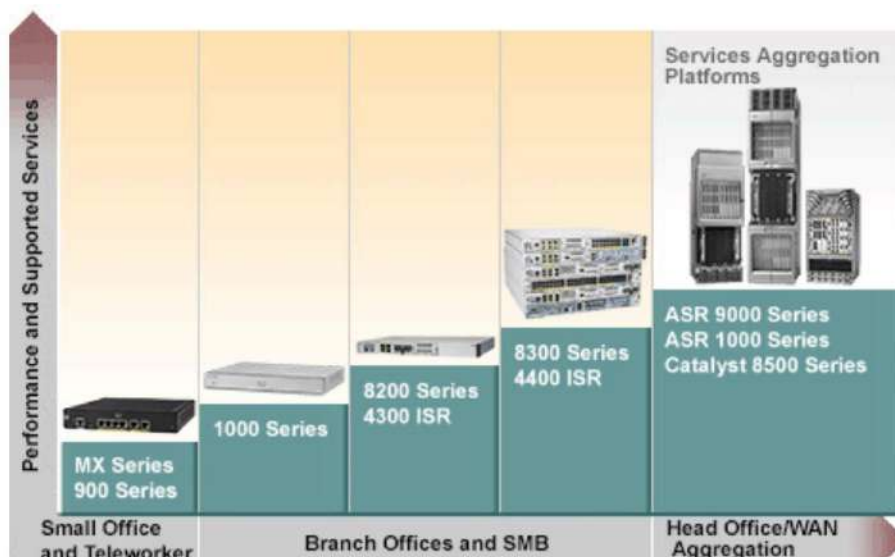 Performance and Supported Services
Services Aggregation
Platforms
MX Series
900 Series
1000 Series
8200 Series
4300 ISR
8300 Series
4400 ISR
ASR 9000 Series
ASR 1000 Series
Catalyst 8500 Series
Small Office
and Teleworker
Branch Offices and SMB
Head Office/WAN
Aggregation